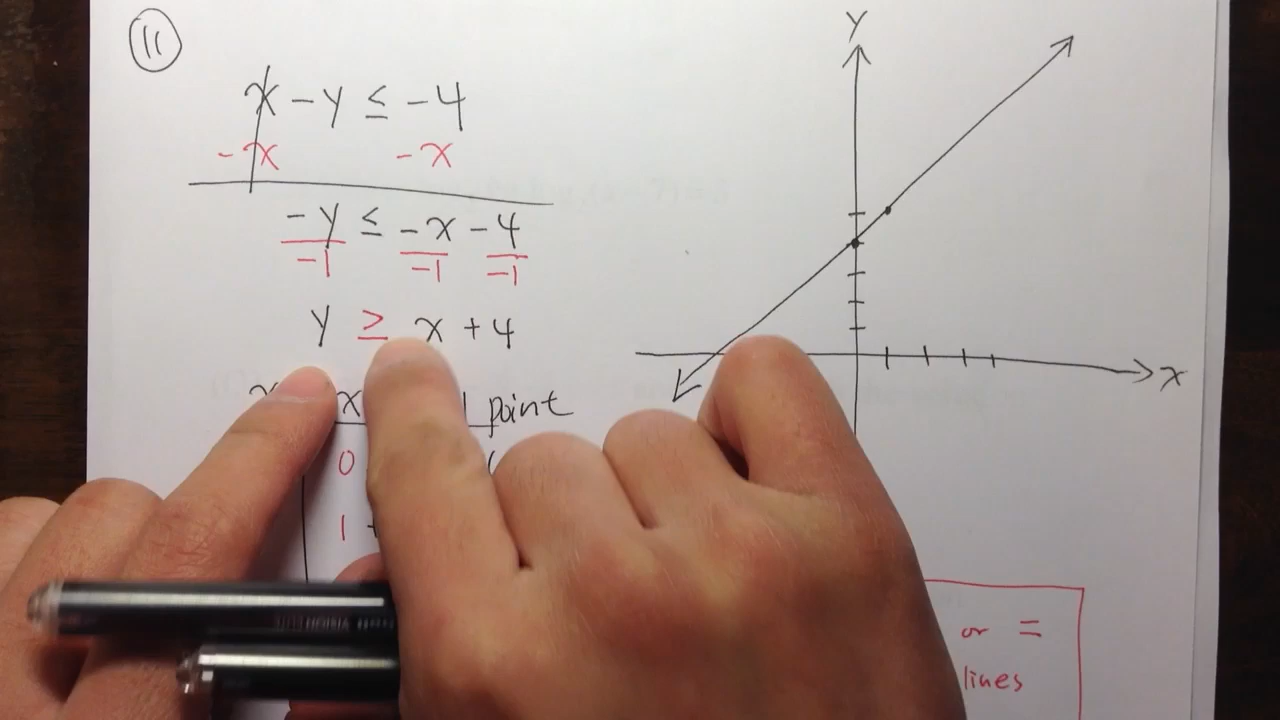 11
x - y ≤ -4
-x -x
-y ≤ -x - 4
-1 -1 -1
y ≥ x + 4
x point
0 (
1 +
Y
x
or =
lines